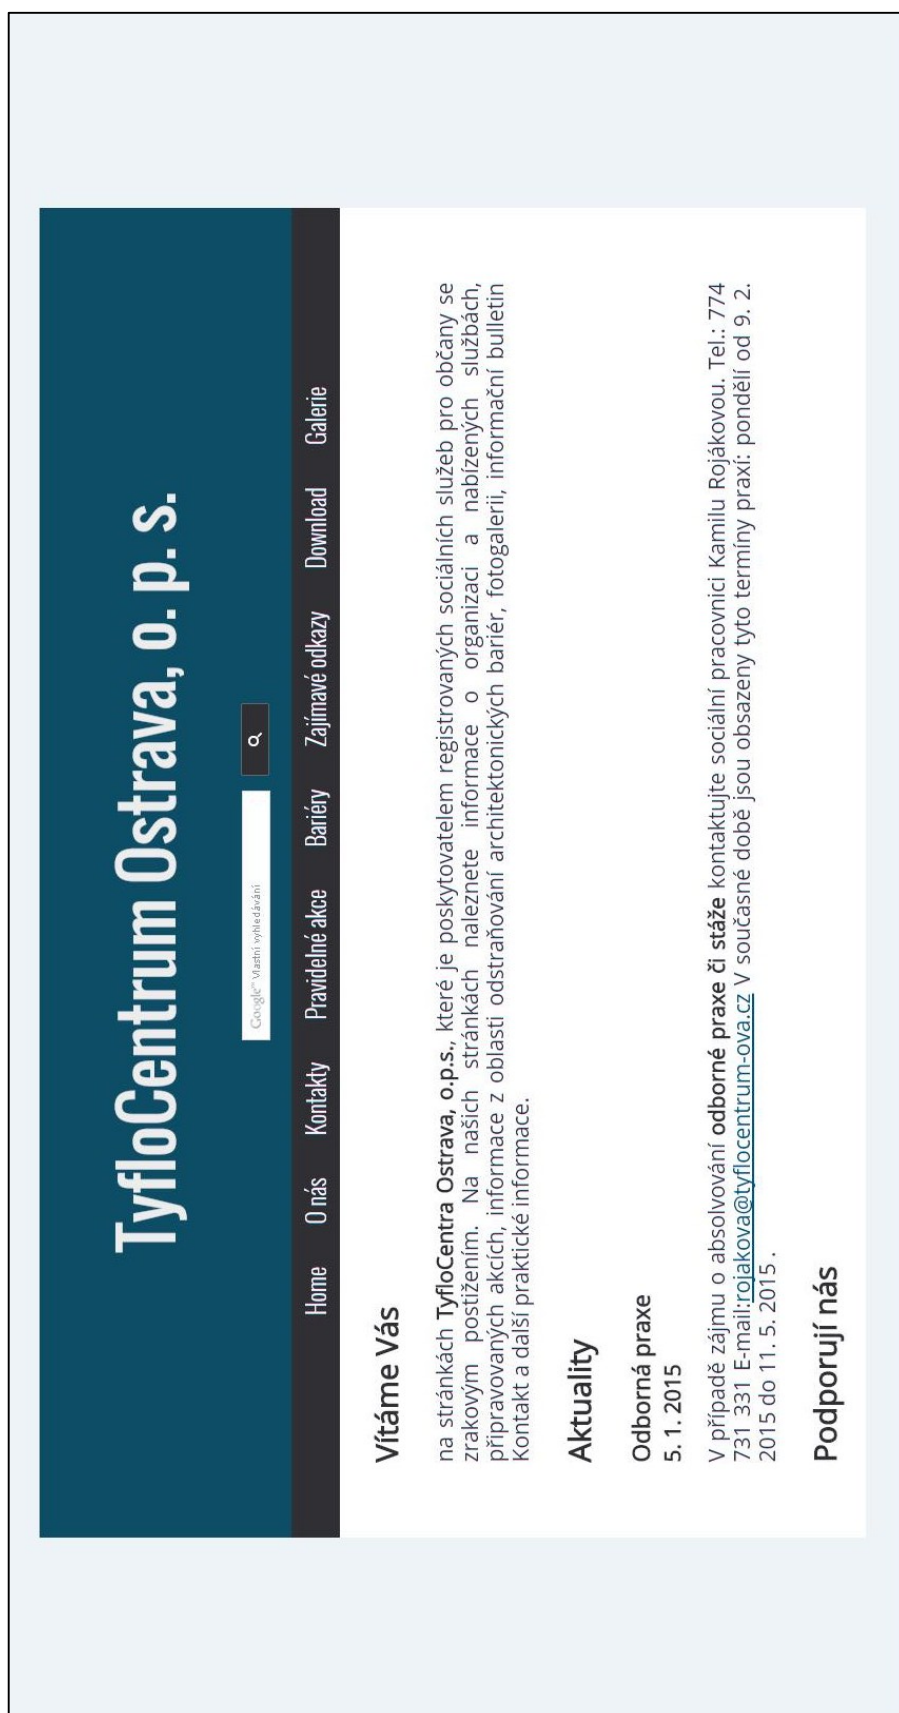 TyfloCentrum Ostrava, o. p. s.
Google™ Vlastní vyhledávání
Home O nás Kontakty Pravidelné akce Bariéry Zajímavé odkazy Download Galerie
Vítáme Vás
na stránkách TyfloCentra Ostrava, o.p.s., které je poskytovatelem registrovaných sociálních služeb pro občany se
zrakovým postižením. Na našich stránkách naleznete informace o organizaci a nabízených službách,
připravovaných akcích, informace z oblasti odstraňování architektonických bariér, fotogalerii, informační bulletin
Kontakt a další praktické informace.
Aktuality
Odborná praxe
5. 1. 2015
V případě zájmu o absolvování odborné praxe či stáže kontaktujte sociální pracovnici Kamilu Rojákovou. Tel.: 774
731 331 E-mail:rojakova@tyflocentrum-ova.cz V současné době jsou obsazeny tyto termíny praxí: pondělí od 9. 2.
2015 do 11. 5. 2015 .
Podporují nás